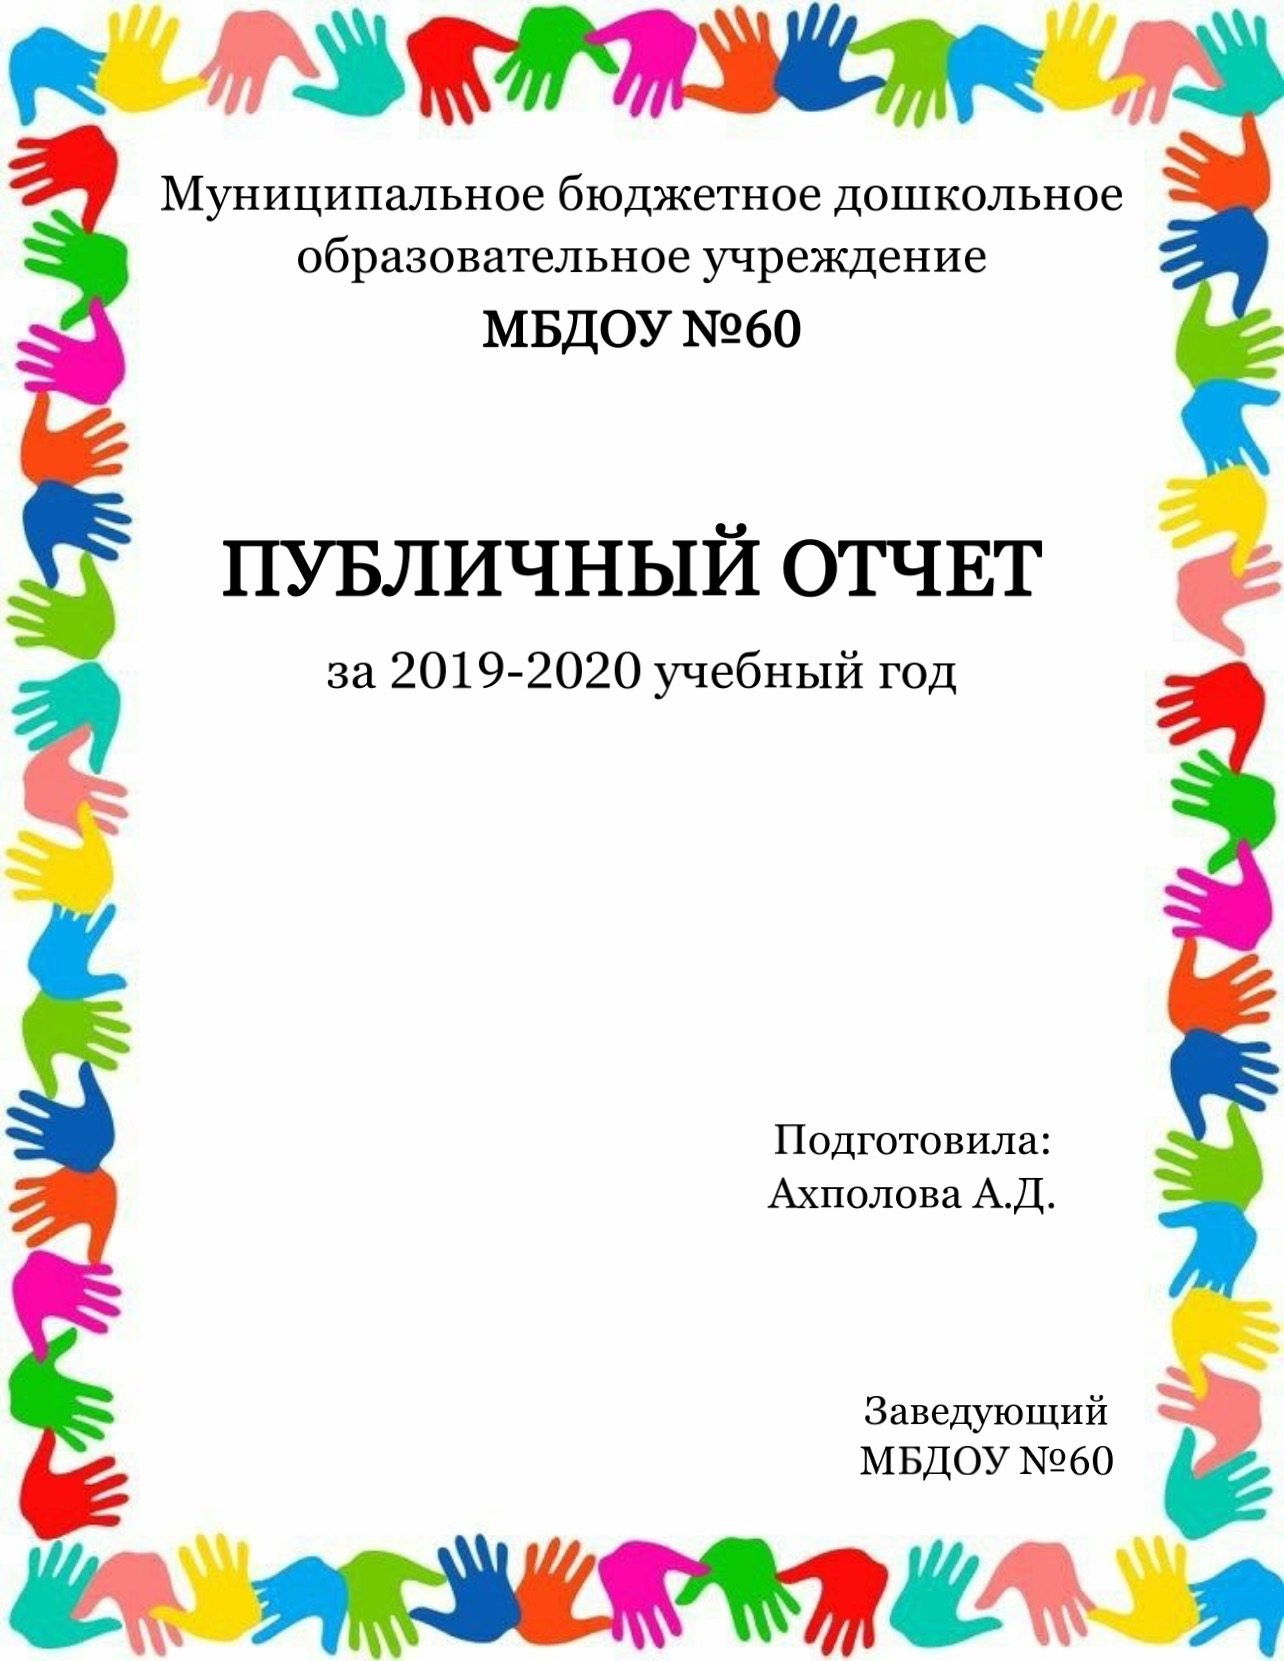 Муниципальное бюджетное дошкольное
образовательное учреждение
МБДОУ №60
ПУБЛИЧНЫЙ ОТЧЕТ
за 2019-2020 учебный год
Подготовила:
Ахполова А.Д.
Заведующий
МБДОУ №60